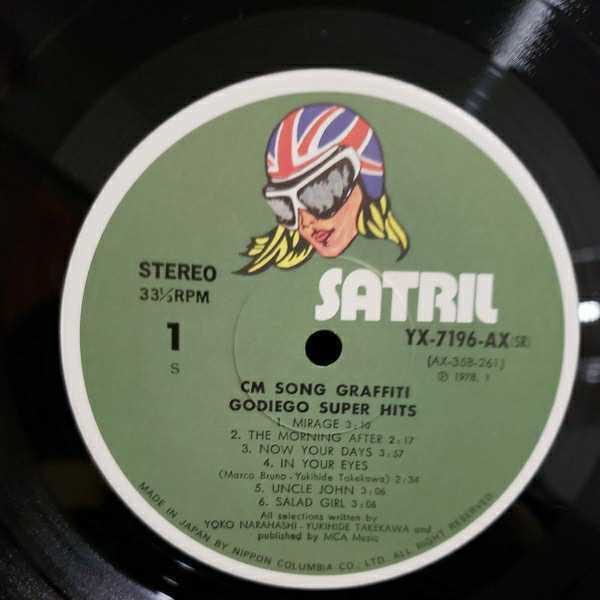 SATRIL
STEREO
33⅓RPM
YX-7196-AX(SR)
1
(AX-358-261)
S
Ⓟ 1978, 1
CM SONG GRAFFITI
GODIEGO SUPER HITS
1. MIRAGE 3:10
2. THE MORNING AFTER 2:17
3. NOW YOUR DAYS 3:57
4. IN YOUR EYES
(Marco Bruno-Yukihide Takekawa) 2:34
5. UNCLE JOHN 3:06
6. SALAD GIRL 3:06
All selections written by
YOKO NARAHASHI-YUKIHIDE TAKEKAWA and
published by MCA Music
MADE IN JAPAN BY NIPPON COLUMBIA CO., LTD. ALL RIGHT RESERVED